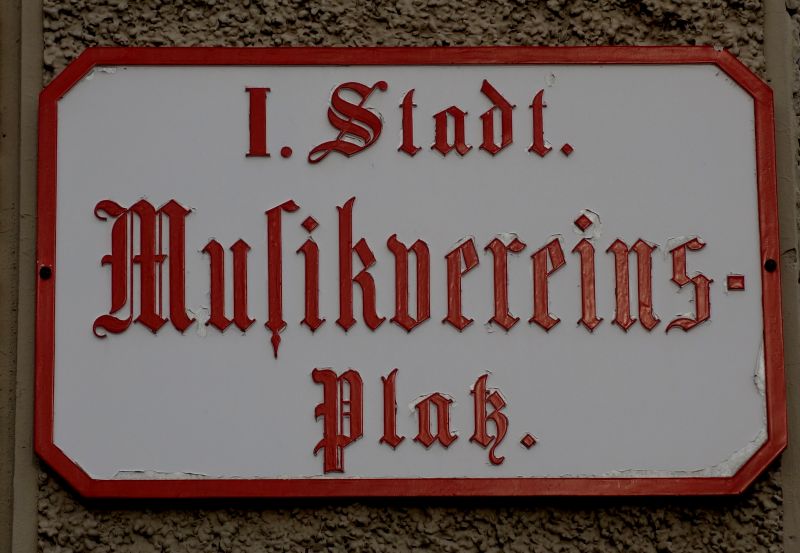 I. Stadt.
Muſikvereins-
Platz.